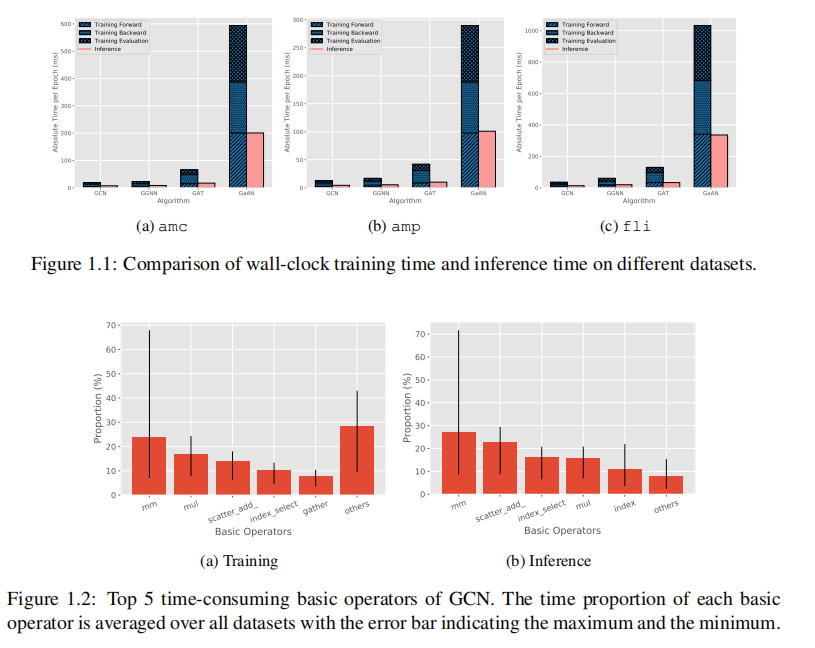 Training Forward
Training Backward
Training Evaluation
Inference
Absolute Time per Epoch (ms)
600
500
400
300
200
100
0
GCN GGNN GAT GaAN
Algorithm
(a) amc
Training Forward
Training Backward
Training Evaluation
Inference
Absolute Time per Epoch (ms)
300
250
200
150
100
50
0
GCN GGNN GAT GaAN
Algorithm
(b) amp
Training Forward
Training Backward
Training Evaluation
Inference
Absolute Time per Epoch (ms)
1000
800
600
400
200
0
GCN GGNN GAT GaAN
Algorithm
(c) fli
Figure 1.1: Comparison of wall-clock training time and inference time on different datasets.
Proportion (%)
70
60
50
40
30
20
10
0
mm mul scatter_add_ index_select gather others
Basic Operators
(a) Training
Proportion (%)
70
60
50
40
30
20
10
0
mm scatter_add_ index_select mul index others
Basic Operators
(b) Inference
Figure 1.2: Top 5 time-consuming basic operators of GCN. The time proportion of each basic
operator is averaged over all datasets with the error bar indicating the maximum and the minimum.